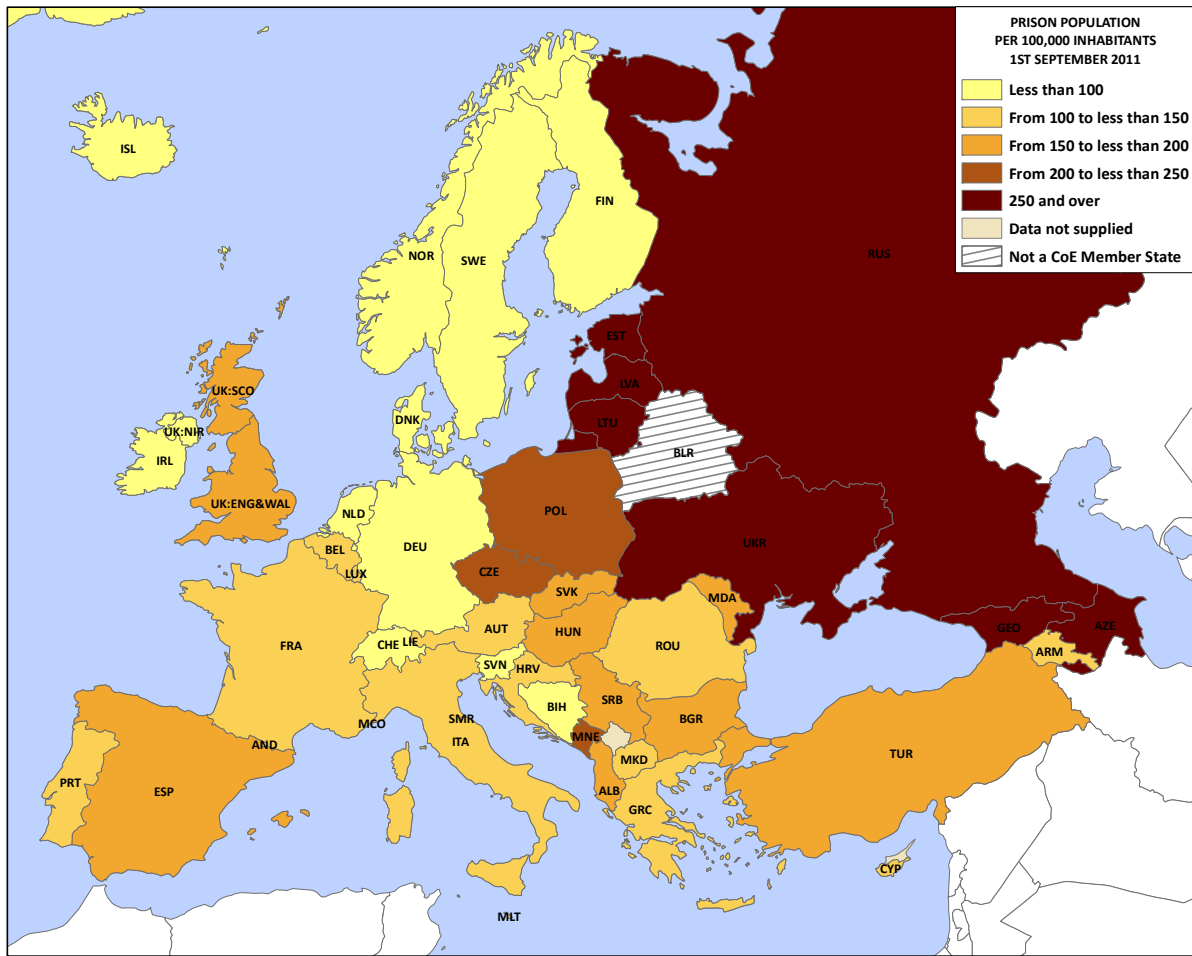 PRISON POPULATION
PER 100,000 INHABITANTS
1ST SEPTEMBER 2011
Less than 100
From 100 to less than 150
From 150 to less than 200
From 200 to less than 250
250 and over
Data not supplied
Not a CoE Member State
ISL
FIN
NOR
SWE
RUS
EST
LVA
LTU
UK:SCO
DNK
UK:NIR
IRL
BLR
UK:ENG&WAL
NLD
POL
BEL
DEU
UKR
LUX
CZE
SVK
MDA
AUT
HUN
FRA
CHE
LIE
ROU
GEO
AZE
ARM
SVN
HRV
BIH
SRB
MCO
SMR
ITA
MNE
BGR
AND
MKD
TUR
PRT
ESP
ALB
GRC
CYP
MLT